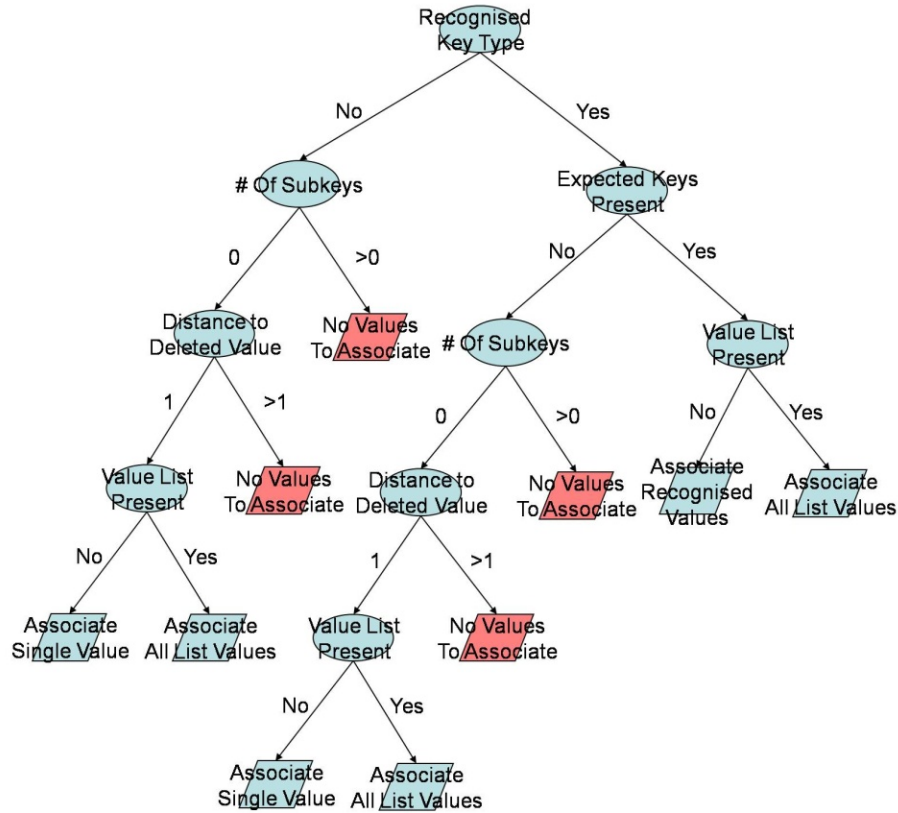 Recognised
Key Type
No
Yes
# Of Subkeys
Expected Keys
Present
0
>0
No
Yes
Distance to
Deleted Value
No Values
To Associate
# Of Subkeys
Value List
Present
1
>1
0
>0
No
Yes
Value List
Present
No Values
To Associate
Distance to
Deleted Value
No Values
To Associate
Associate
Recognised
Values
Associate
All List Values
No
Yes
1
>1
Associate
Single Value
Associate
All List Values
Value List
Present
No Values
To Associate
No
Yes
Associate
Single Value
Associate
All List Values